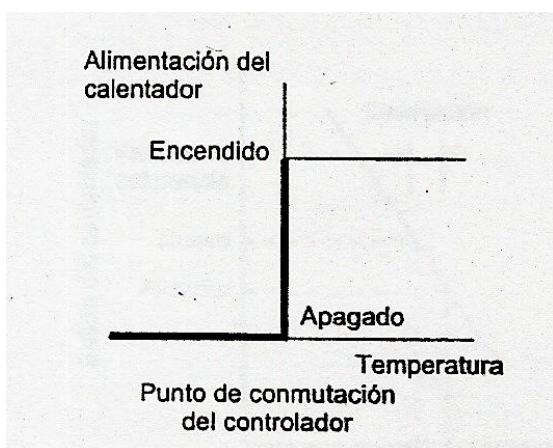 Alimentación del
calentador
Encendido
Apagado
Temperatura
Punto de conmutación
del controlador